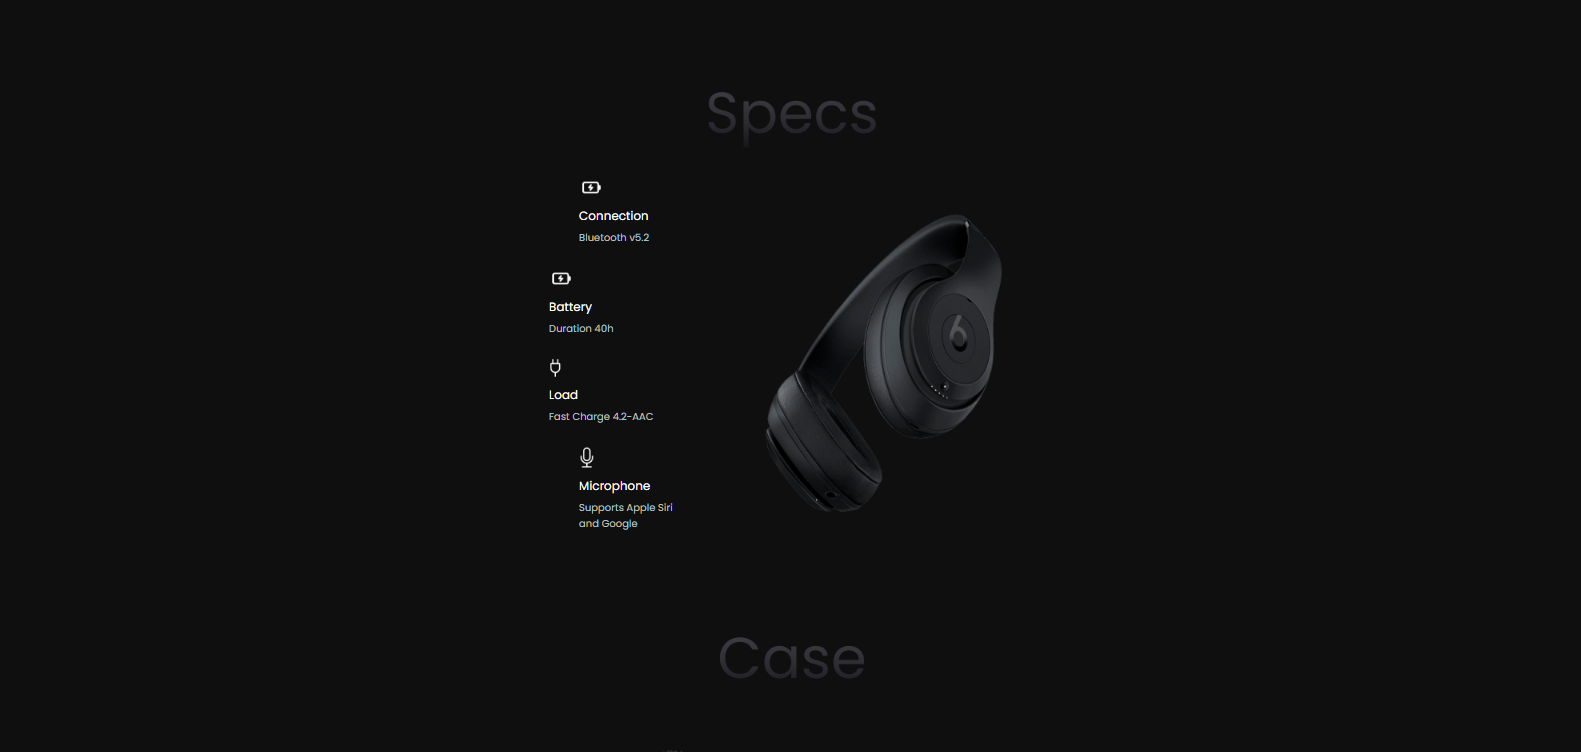 Specs
Connection
Bluetooth v5.2
Battery
Duration 40h
Load
Fast Charge 4.2-AAC
Microphone
Supports Apple Siri
and Google
Case